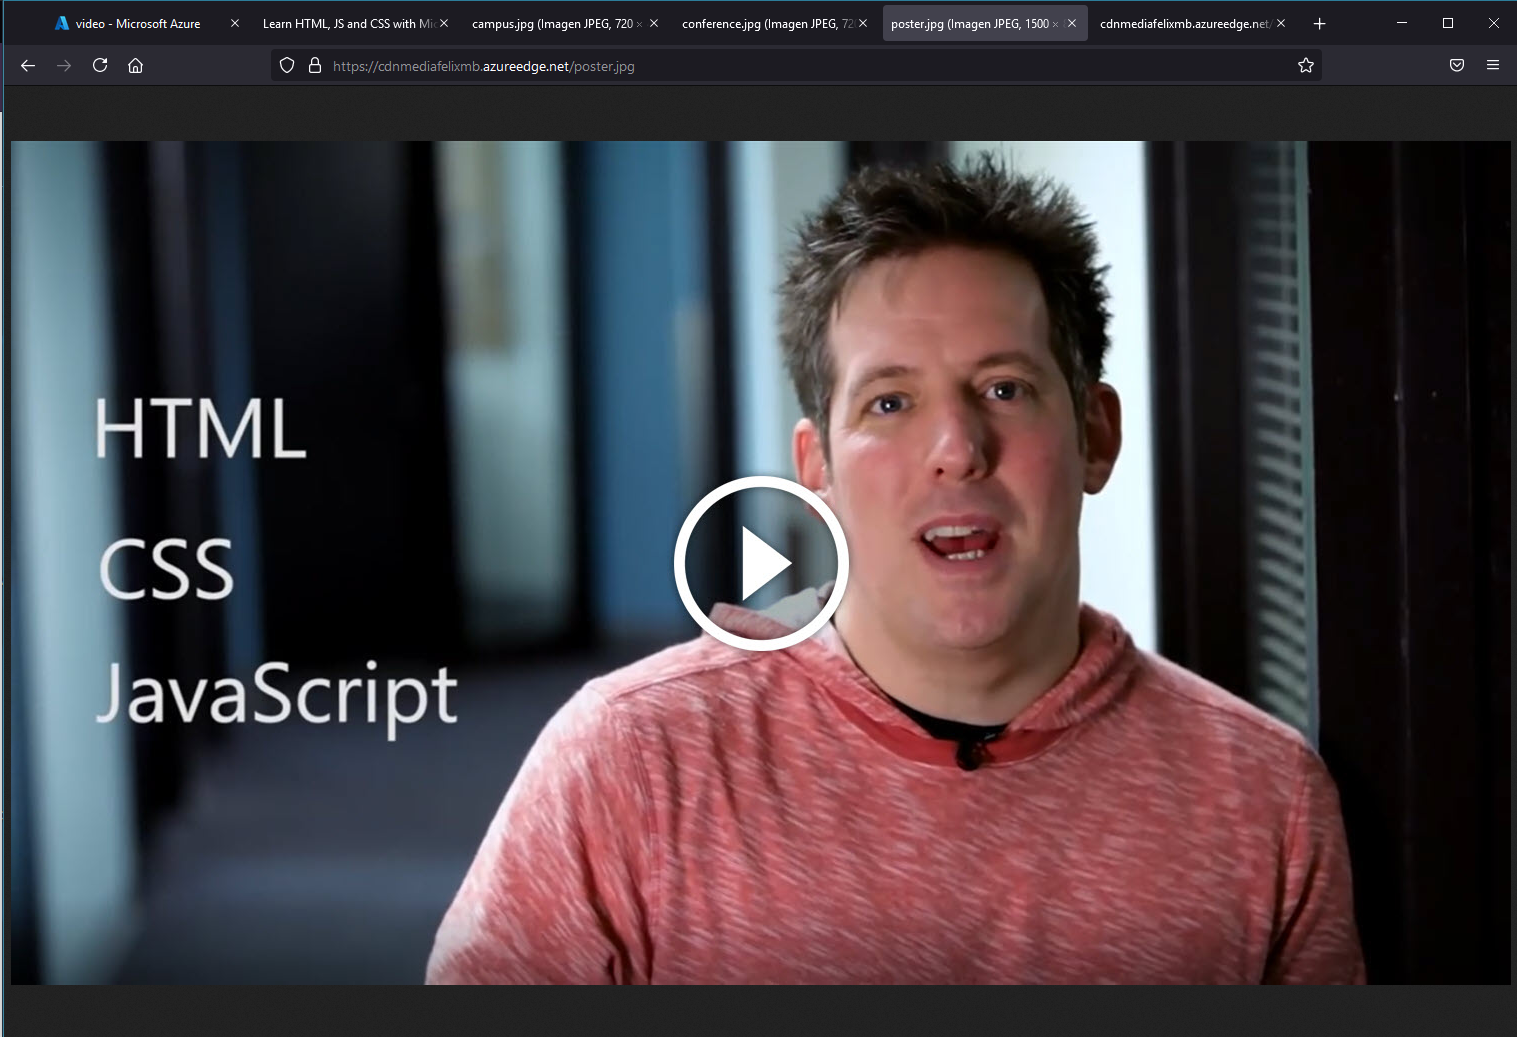 video - Microsoft Azure
Learn HTML, JS and CSS with Mi
campus.jpg (Imagen JPEG, 720 ×
conference.jpg (Imagen JPEG, 72
poster.jpg (Imagen JPEG, 1500 ×
cdnmediafelixmb.azureedge.net/
https://cdnmediafelixmb.azureedge.net/poster.jpg
HTML
CSS
JavaScript